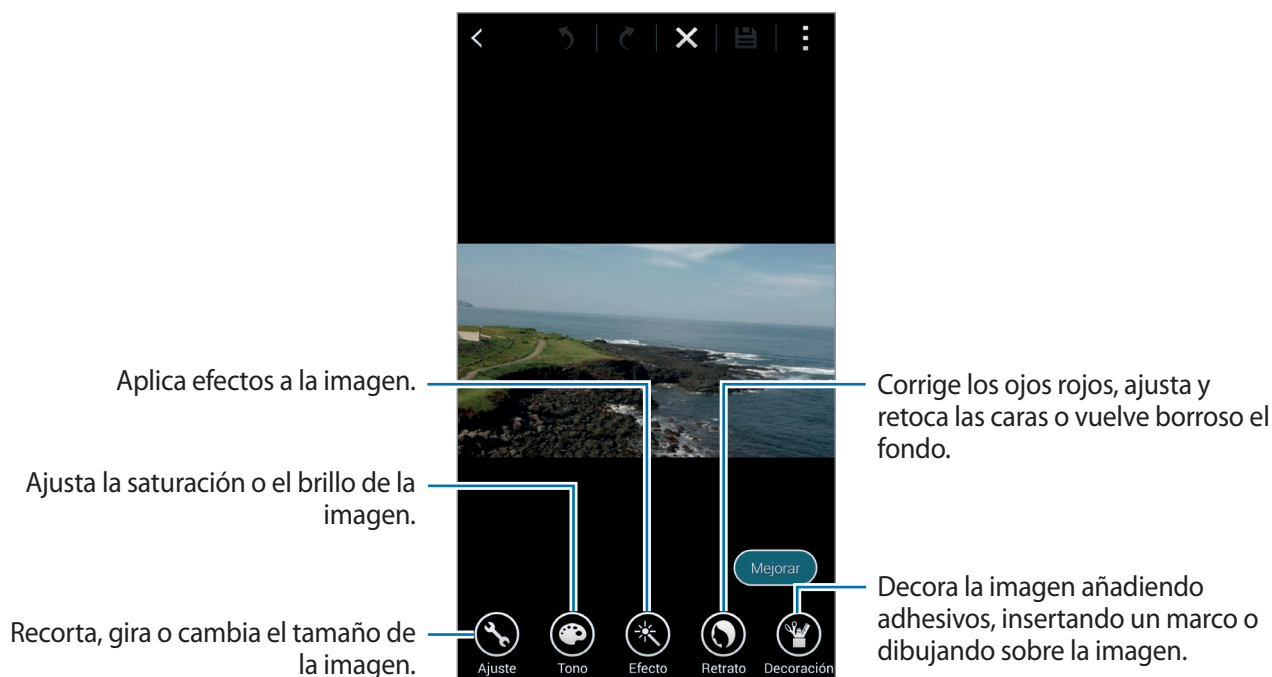 Aplica efectos a la imagen.
Ajusta la saturación o el brillo de la
imagen.
Recorta, gira o cambia el tamaño de
la imagen.
Corrige los ojos rojos, ajusta y
retoca las caras o vuelve borroso el
fondo.
Mejorar
Decora la imagen añadiendo
adhesivos, insertando un marco o
dibujando sobre la imagen.
Ajuste Tono Efecto Retrato Decoración